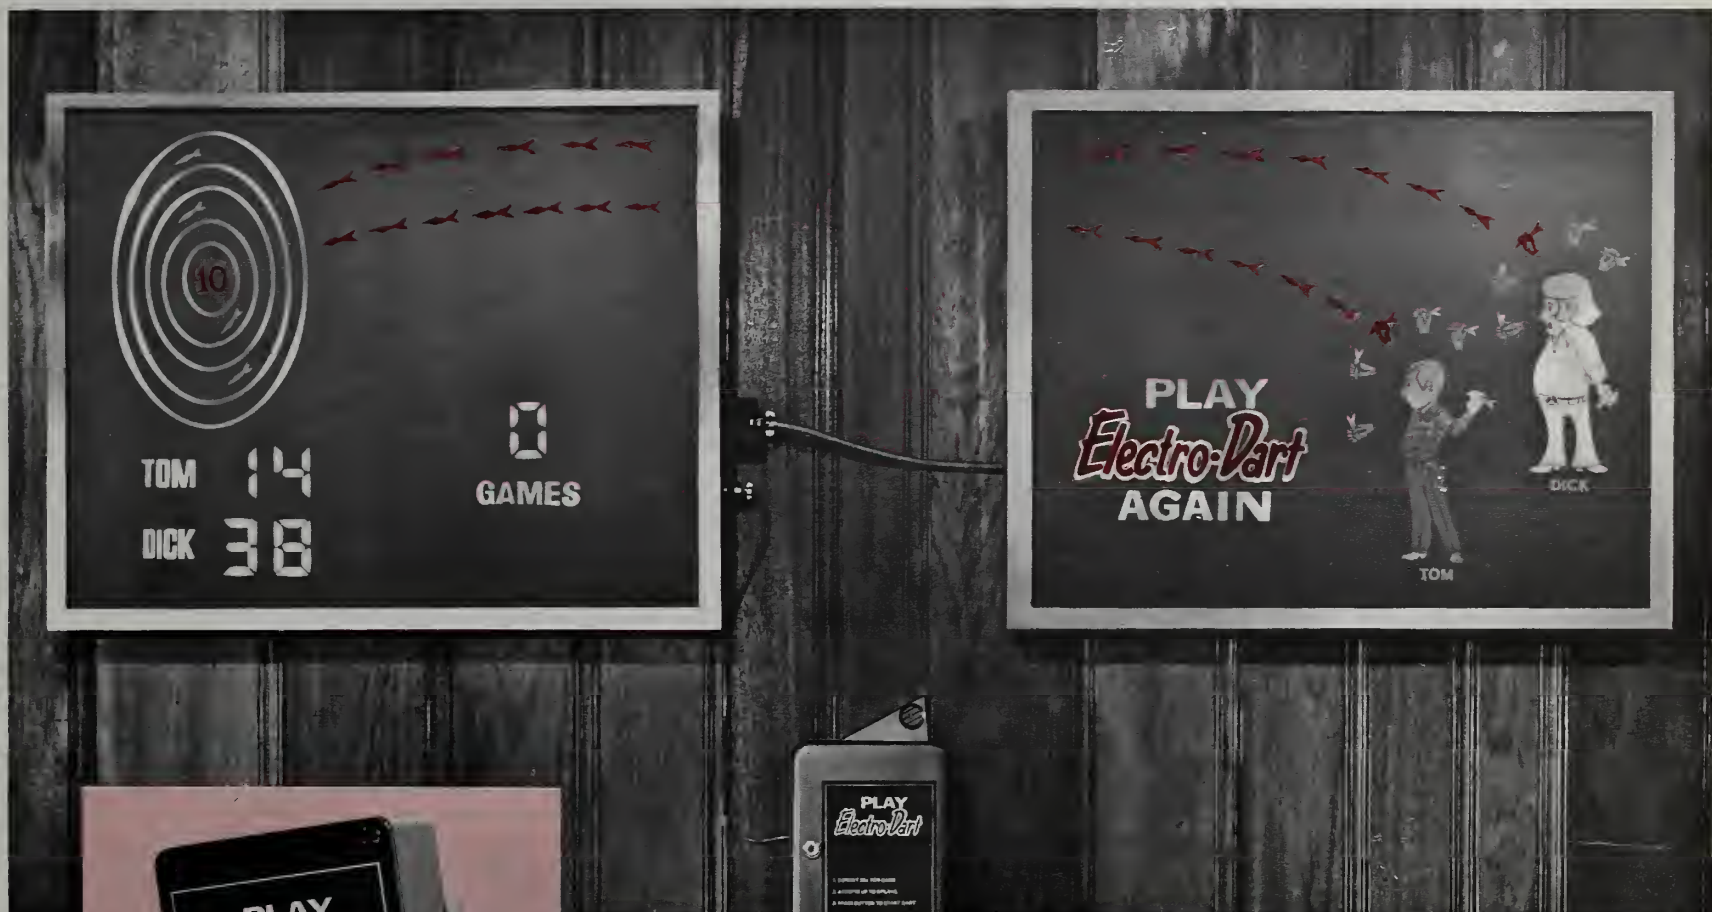 10
TOM 14
DICK 38
0
GAMES
PLAY
Electro-Dart
AGAIN
DICK
TOM
PLAY
Electro-Dart
PLAY